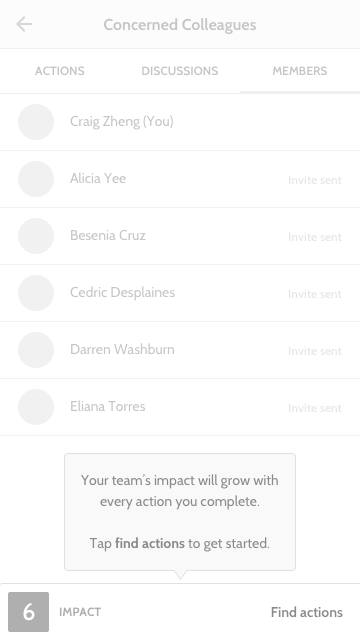 Concerned Colleagues
ACTIONS DISCUSSIONS MEMBERS
Craig Zheng (You)
Alicia Yee Invite sent
Besenia Cruz Invite sent
Cedric Desplaines Invite sent
Darren Washburn Invite sent
Eliana Torres Invite sent
Your team's impact will grow with
every action you complete.
Tap find actions to get started.
6 IMPACT Find actions